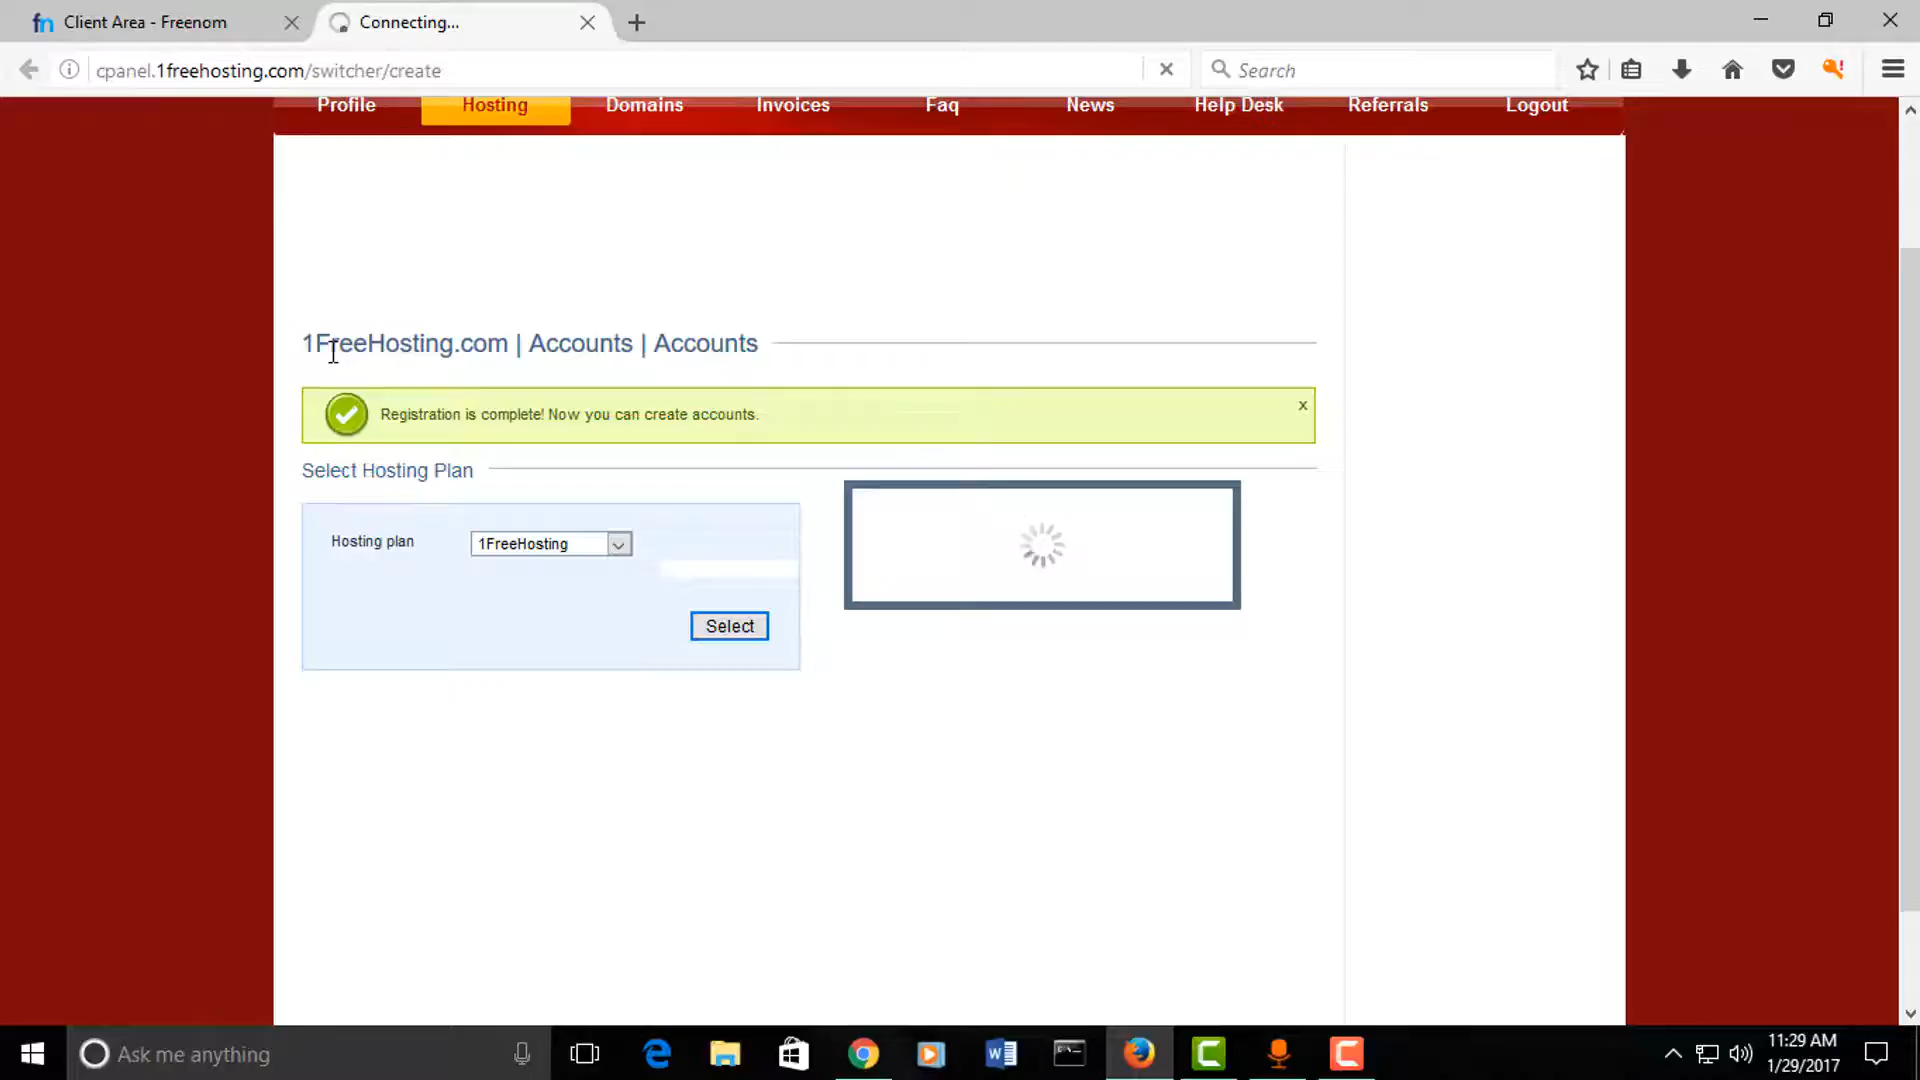 Client Area - Freenom
Connecting...
cpanel.1freehosting.com/switcher/create
Search
Profile
Hosting
Domains
Invoices
Faq
News
Help Desk
Referrals
Logout
1FreeHosting.com | Accounts | Accounts
Registration is complete! Now you can create accounts.
x
Select Hosting Plan
Hosting plan
1FreeHosting
Select
Ask me anything
11:29 AM
1/29/2017